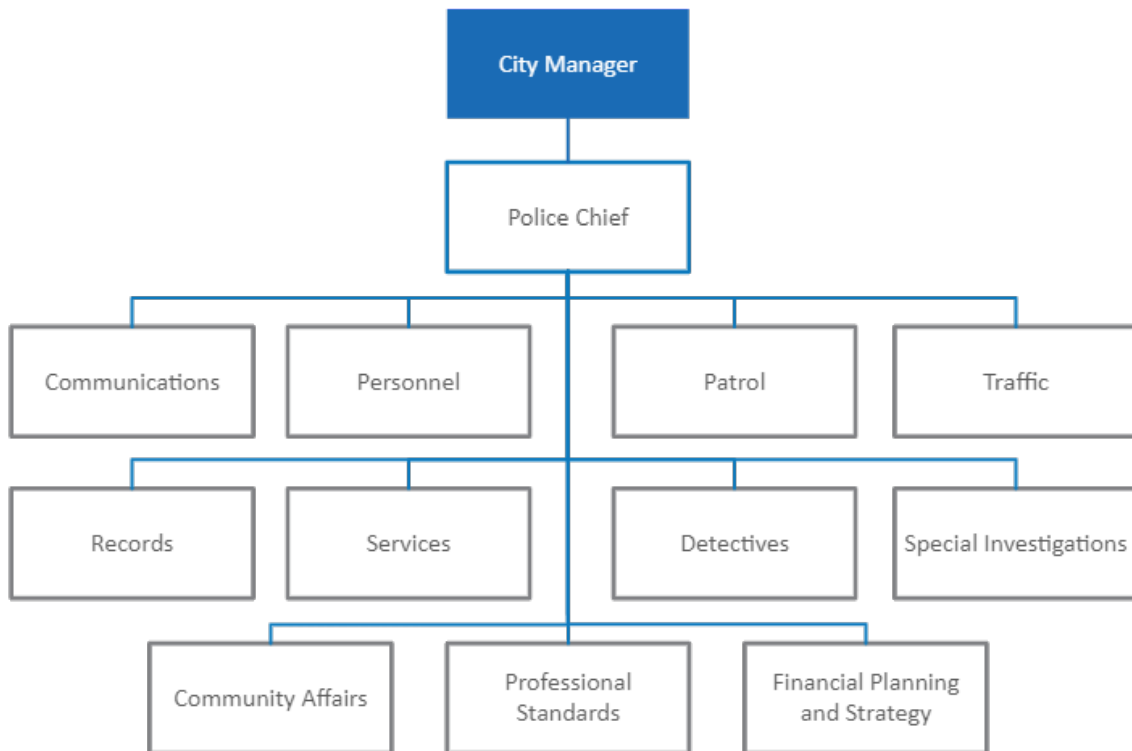 City Manager
Police Chief
Communications
Personnel
Patrol
Traffic
Records
Services
Detectives
Special Investigations
Community Affairs
Professional
Standards
Financial Planning
and Strategy